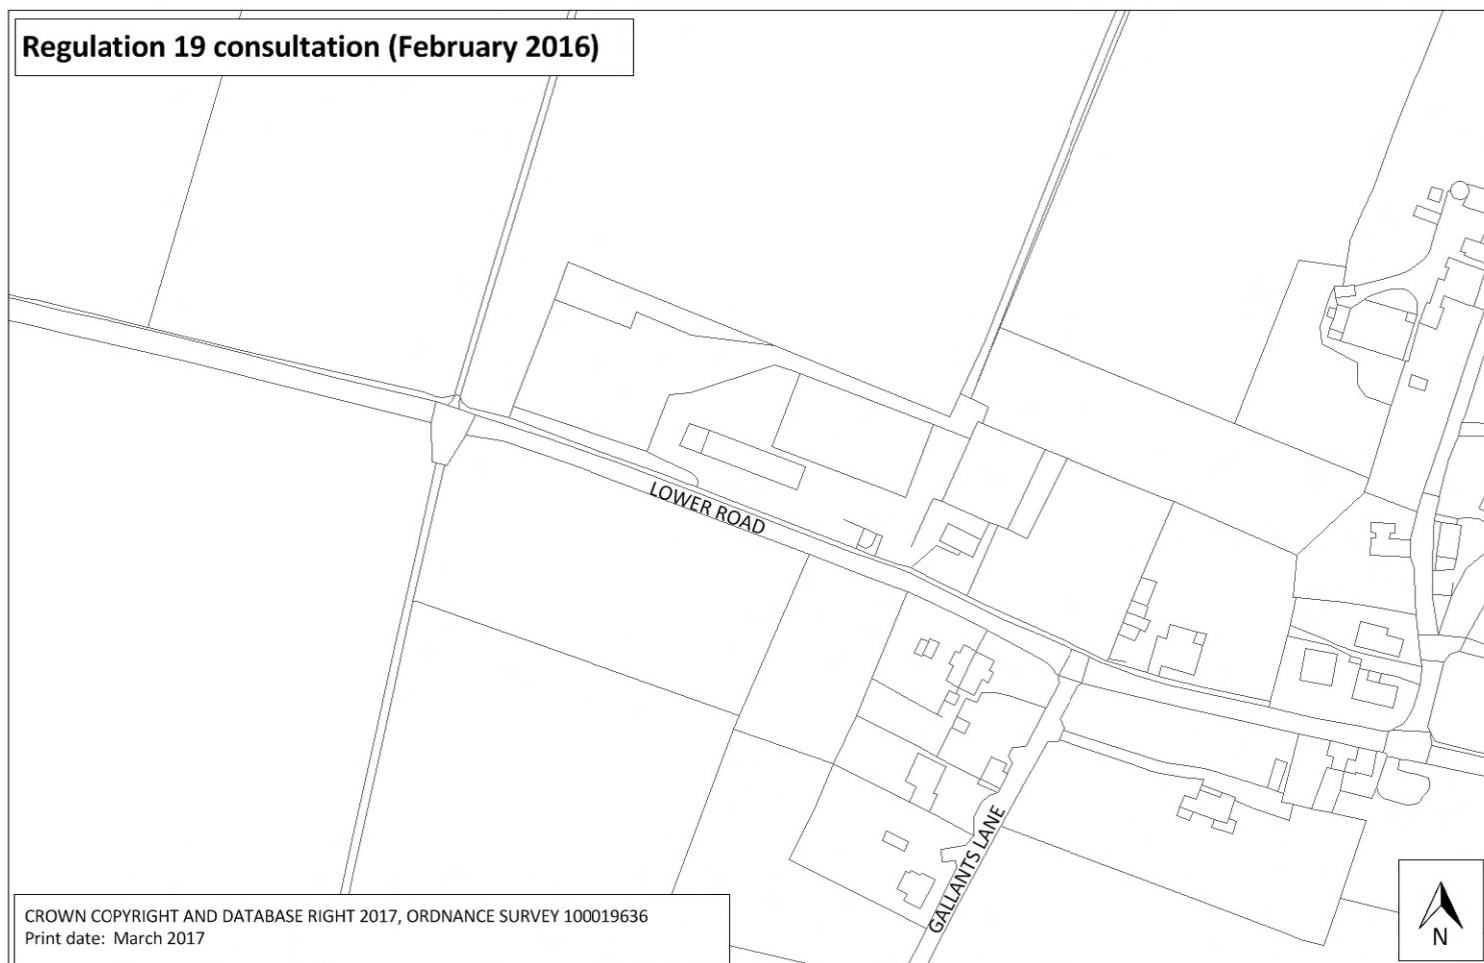 Regulation 19 consultation (February 2016)
LOWER ROAD
GALLANTS LANE
CROWN COPYRIGHT AND DATABASE RIGHT 2017, ORDNANCE SURVEY 100019636
Print date: March 2017
N